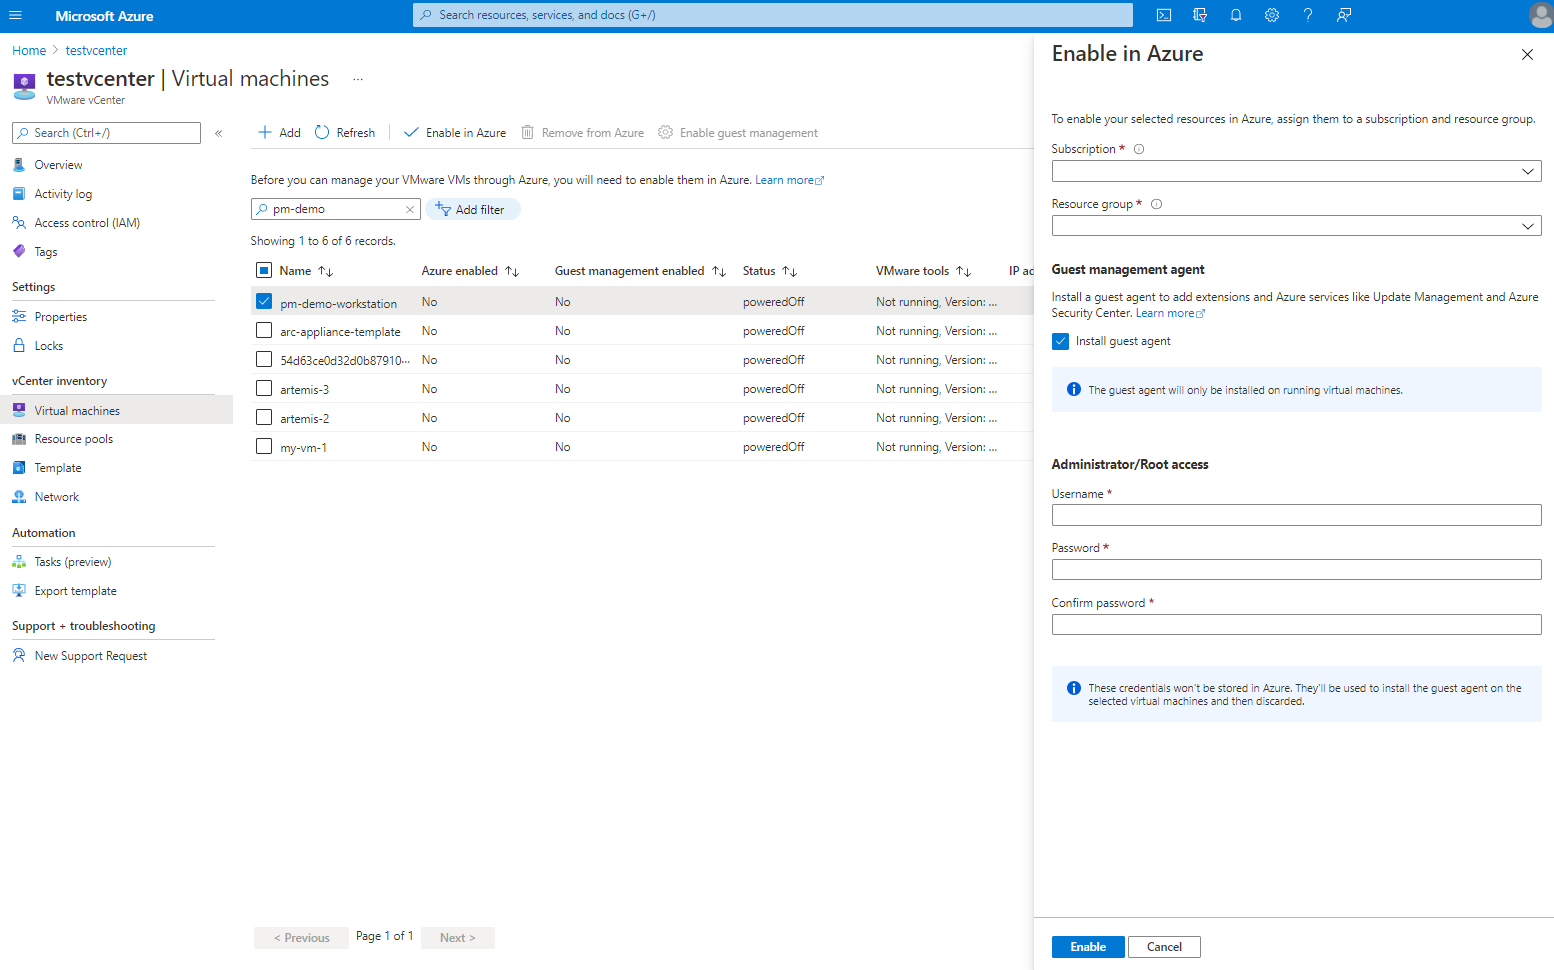 Microsoft Azure
Search resources, services, and docs (G+/)
Home > testvcenter
testvcenter | Virtual machines ...
VMware vCenter
Search (Ctrl+/)
«
Overview
Activity log
Access control (IAM)
Tags
Settings
Properties
Locks
vCenter inventory
Virtual machines
Resource pools
Template
Network
Automation
Tasks (preview)
Export template
Support + troubleshooting
New Support Request
Add Refresh Enable in Azure Remove from Azure Enable guest management
Before you can manage your VMware VMs through Azure, you will need to enable them in Azure. Learn more
pm-demo
Add filter
Showing 1 to 6 of 6 records.
Name ↑↓ Azure enabled ↑↓ Guest management enabled ↑↓ Status ↑↓ VMware tools ↑↓ IP ad
pm-demo-workstation No No poweredOff Not running, Version: ...
arc-appliance-template No No poweredOff Not running, Version: ...
54d63ce0d32d0b87910... No No poweredOff Not running, Version: ...
artemis-3 No No poweredOff Not running, Version: ...
artemis-2 No No poweredOff Not running, Version: ...
my-vm-1 No No poweredOff Not running, Version: ...
< Previous Page 1 of 1 Next >
Enable in Azure
To enable your selected resources in Azure, assign them to a subscription and resource group.
Subscription *
Resource group *
Guest management agent
Install a guest agent to add extensions and Azure services like Update Management and Azure
Security Center. Learn more
Install guest agent
The guest agent will only be installed on running virtual machines.
Administrator/Root access
Username *
Password *
Confirm password *
These credentials won't be stored in Azure. They'll be used to install the guest agent on the
selected virtual machines and then discarded.
Enable Cancel